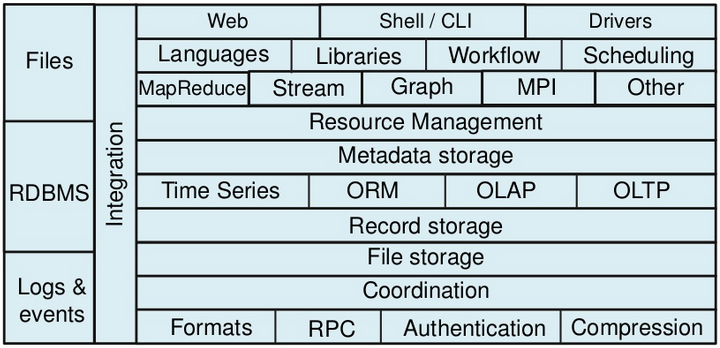 Files
RDBMS
Logs &
events
Integration
Web Shell / CLI Drivers
Languages Libraries Workflow Scheduling
MapReduce Stream Graph MPI Other
Resource Management
Metadata storage
Time Series ORM OLAP OLTP
Record storage
File storage
Coordination
Formats RPC Authentication Compression